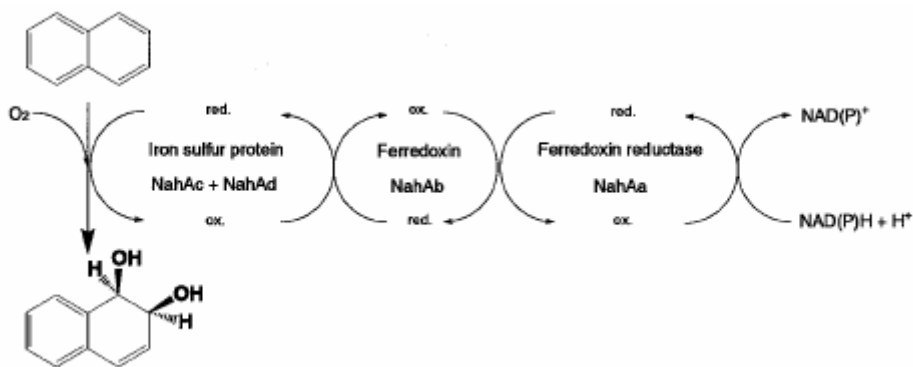 O₂
red.
ox.
red.
NAD(P)⁺
Iron sulfur protein
Ferredoxin
Ferredoxin reductase
NahAc + NahAd
NahAb
NahAa
ox.
red.
ox.
NAD(P)H + H⁺
H
OH
OH
H